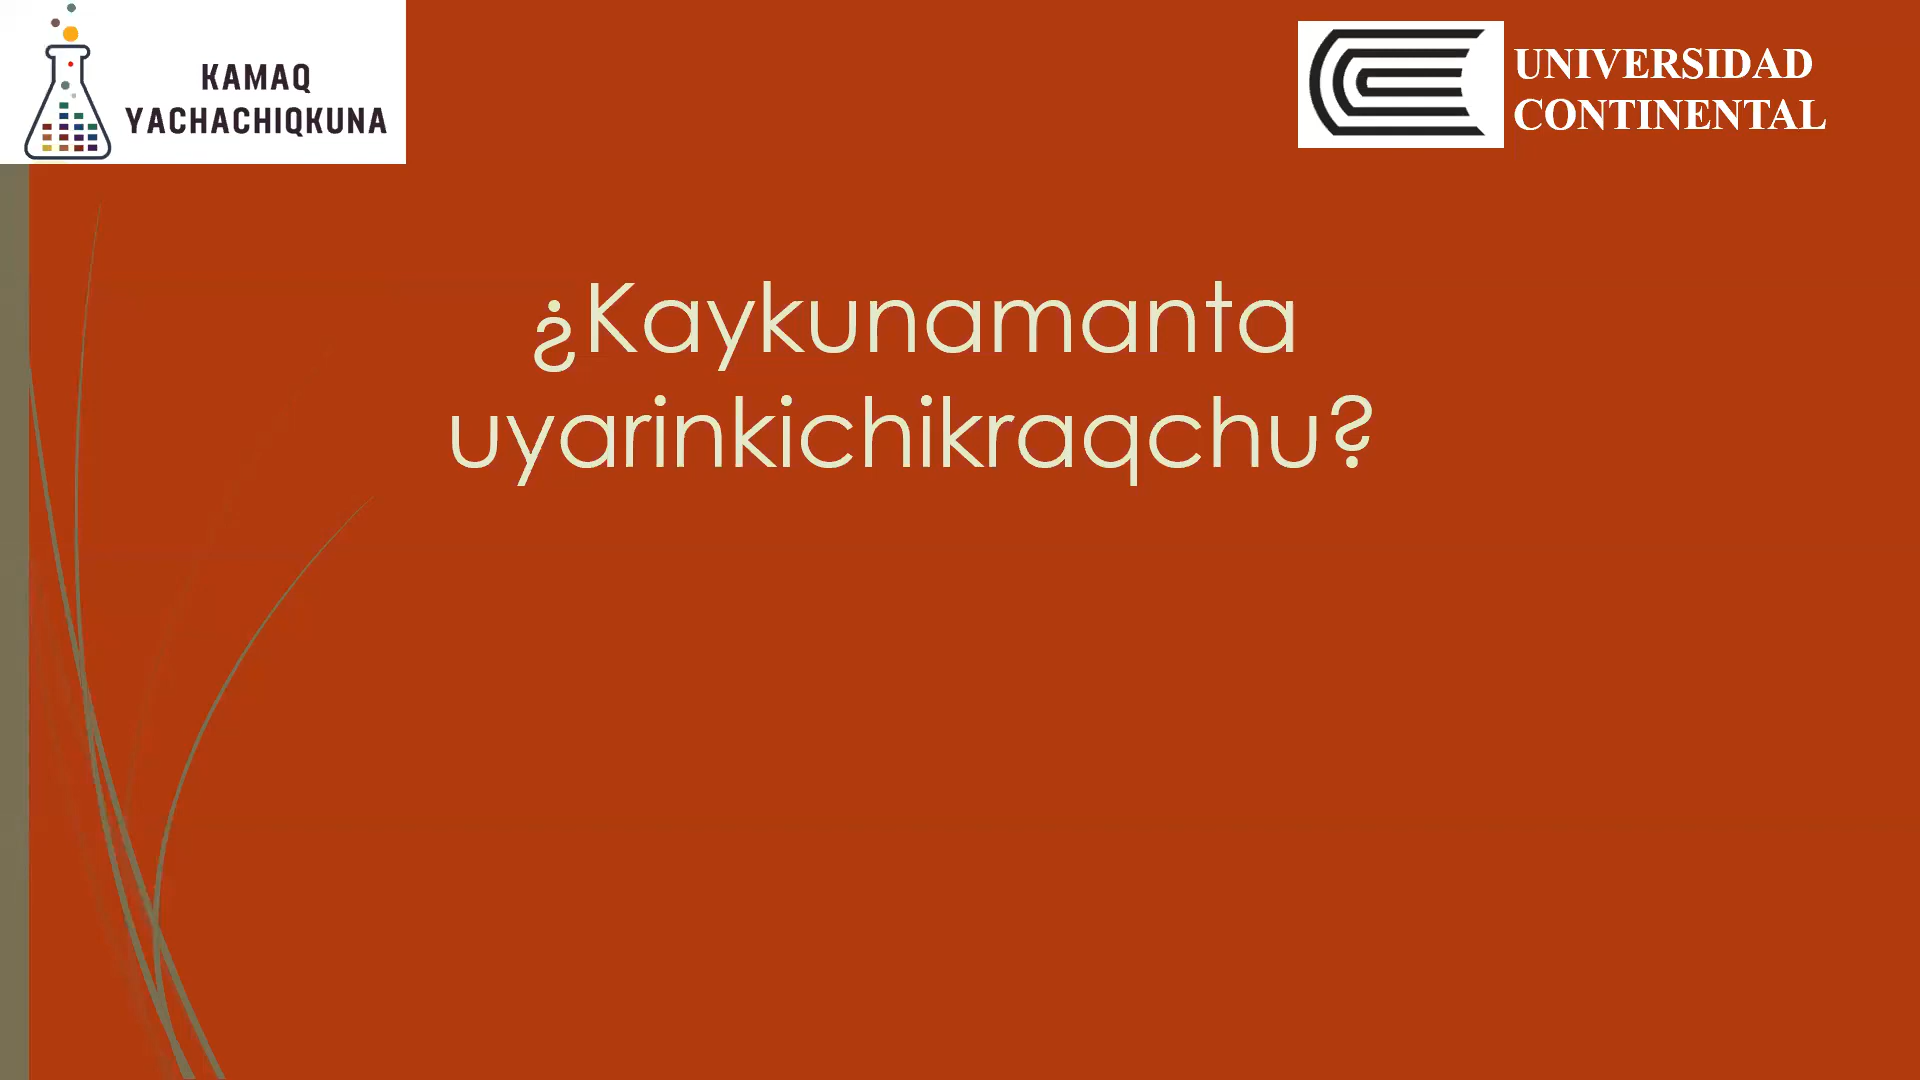 KAMAQ
YACHACHIQKUNA
UNIVERSIDAD
CONTINENTAL
¿Kaykunamanta
uyarinkichikraqchu?